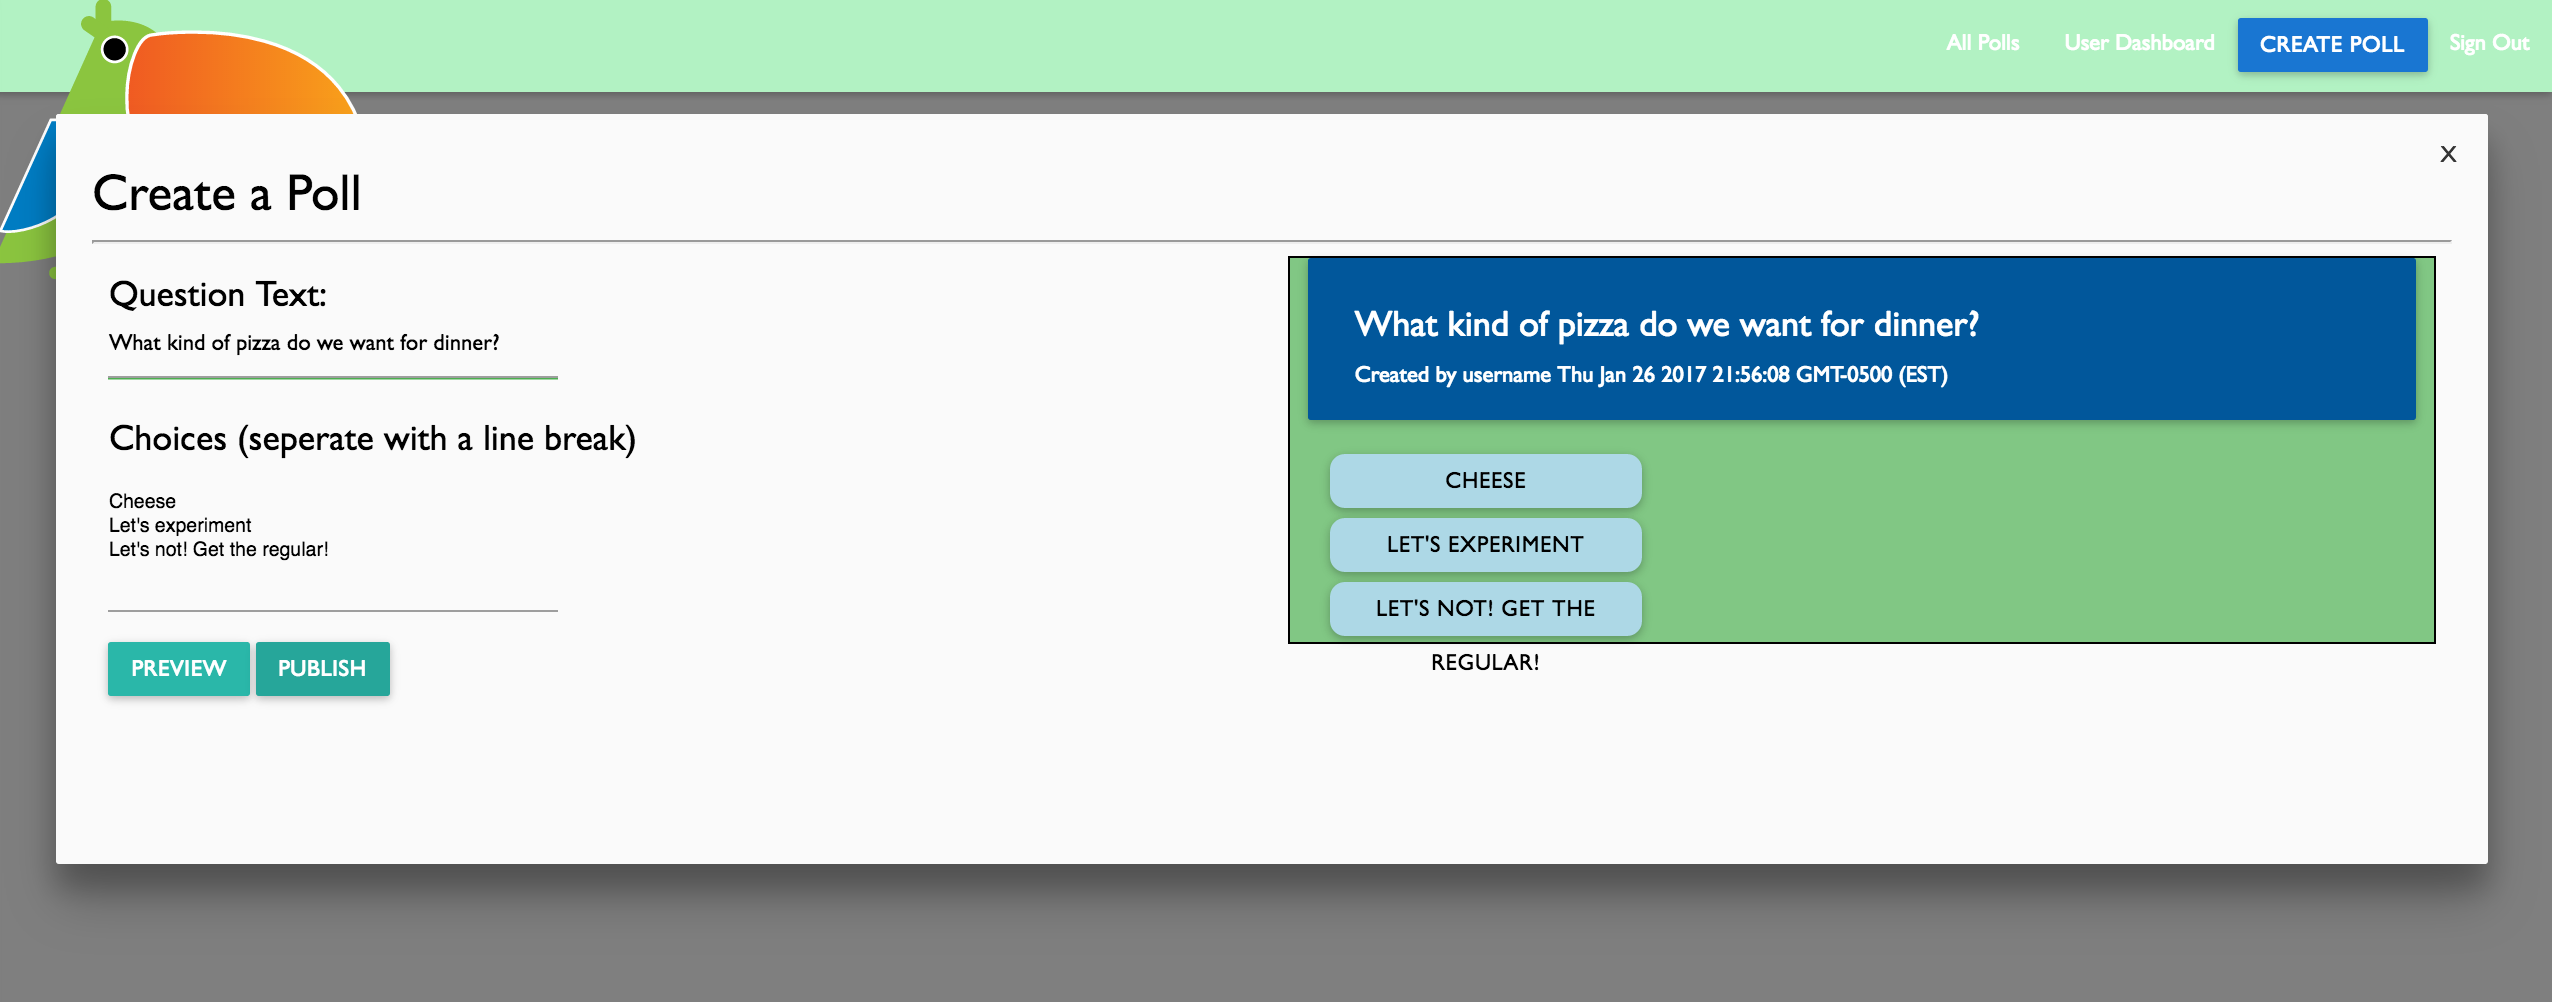 All Polls
User Dashboard
CREATE POLL
Sign Out
X
Create a Poll
Question Text:
What kind of pizza do we want for dinner?
Choices (seperate with a line break)
Cheese
Let's experiment
Let's not! Get the regular!
PREVIEW
PUBLISH
What kind of pizza do we want for dinner?
Created by username Thu Jan 26 2017 21:56:08 GMT-0500 (EST)
CHEESE
LET'S EXPERIMENT
LET'S NOT! GET THE
REGULAR!